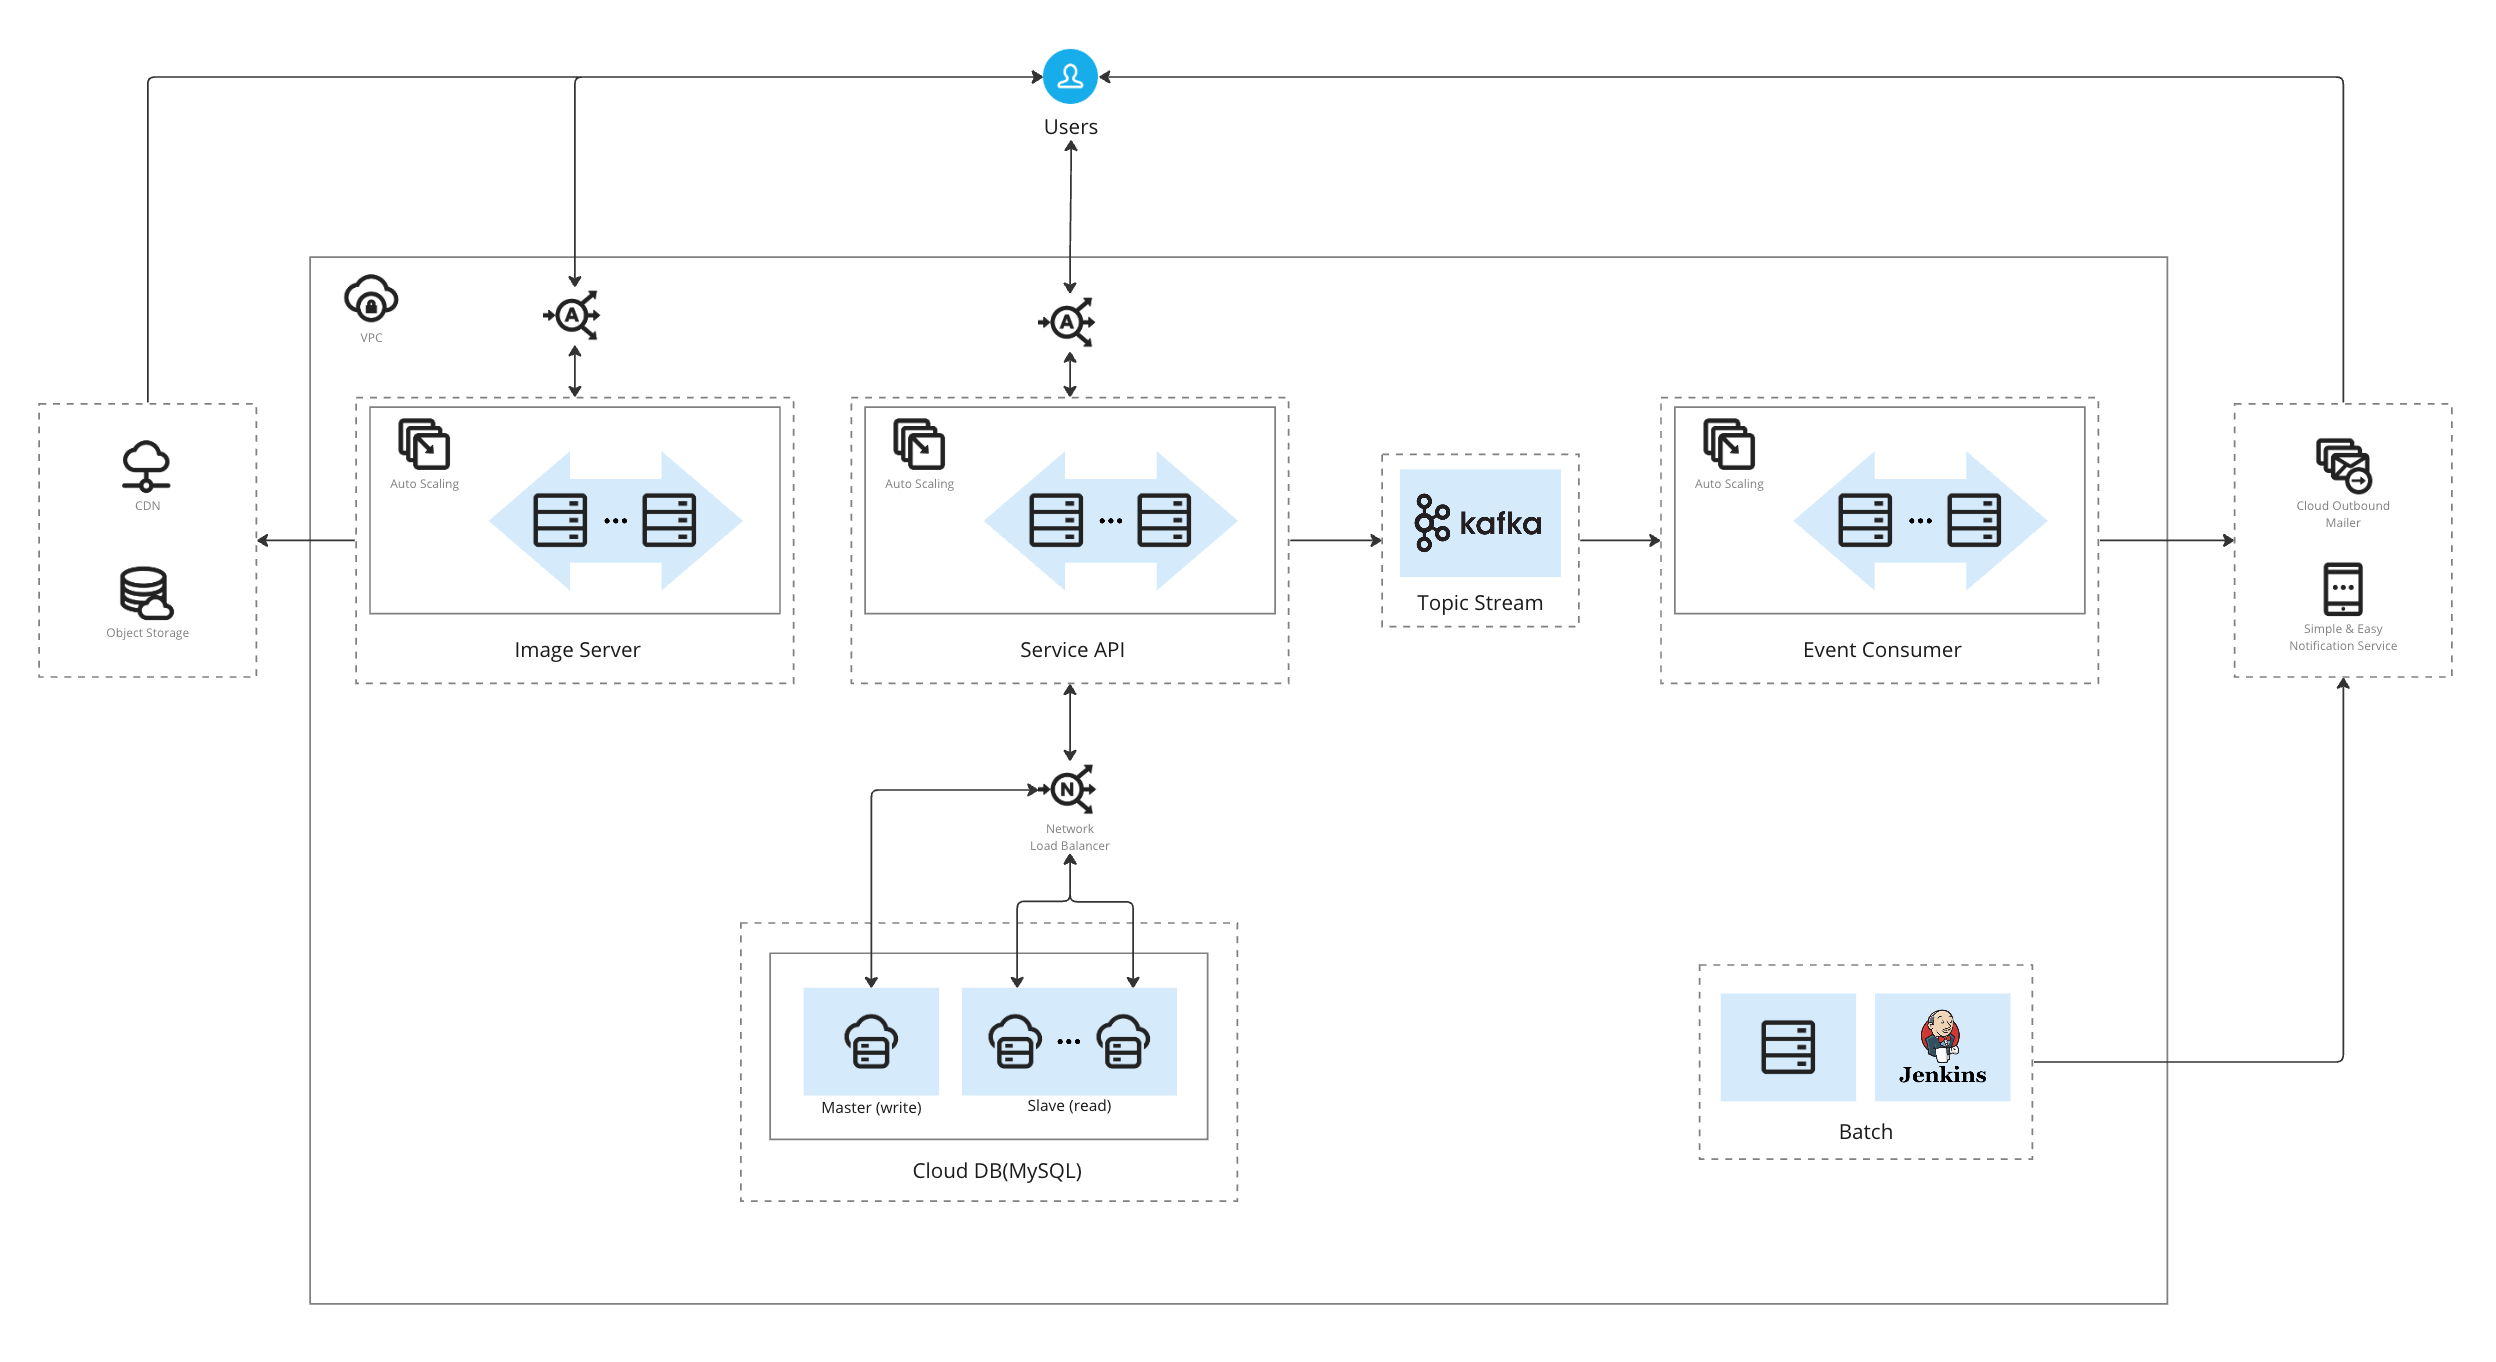 Users
VPC
A
A
Auto Scaling
Auto Scaling
Auto Scaling
CDN
Object Storage
Image Server
Service API
kafka
Topic Stream
Event Consumer
Cloud Outbound
Mailer
Simple & Easy
Notification Service
N
Network
Load Balancer
Master (write)
Slave (read)
Cloud DB(MySQL)
Jenkins
Batch